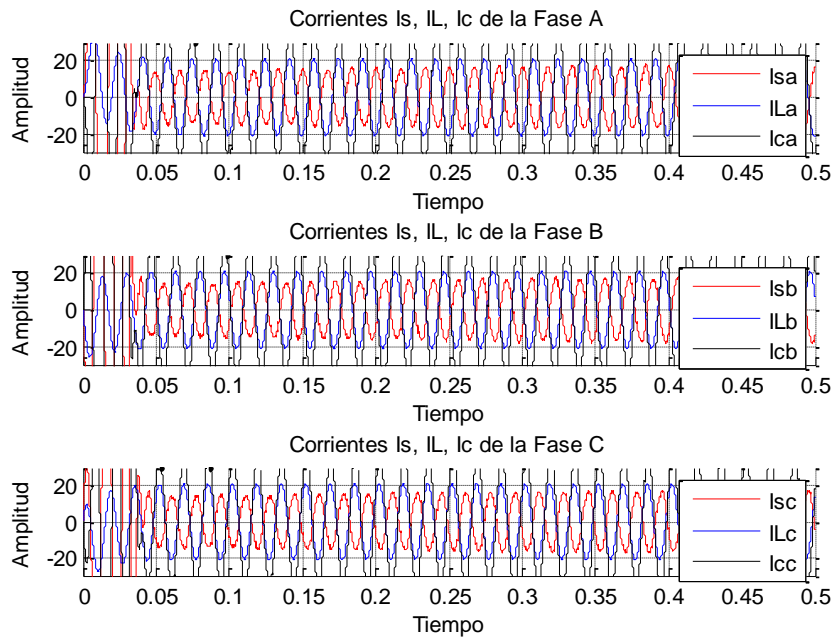 Corrientes Is, IL, Ic de la Fase A
Amplitud
20
0
-20
0 0.05 0.1 0.15 0.2 0.25 0.3 0.35 0.4 0.45 0.5
Tiempo
Isa
ILa
Ica
Corrientes Is, IL, Ic de la Fase B
Amplitud
20
0
-20
0 0.05 0.1 0.15 0.2 0.25 0.3 0.35 0.4 0.45 0.5
Tiempo
Isb
ILb
Icb
Corrientes Is, IL, Ic de la Fase C
Amplitud
20
0
-20
0 0.05 0.1 0.15 0.2 0.25 0.3 0.35 0.4 0.45 0.5
Tiempo
Isc
ILc
Icc